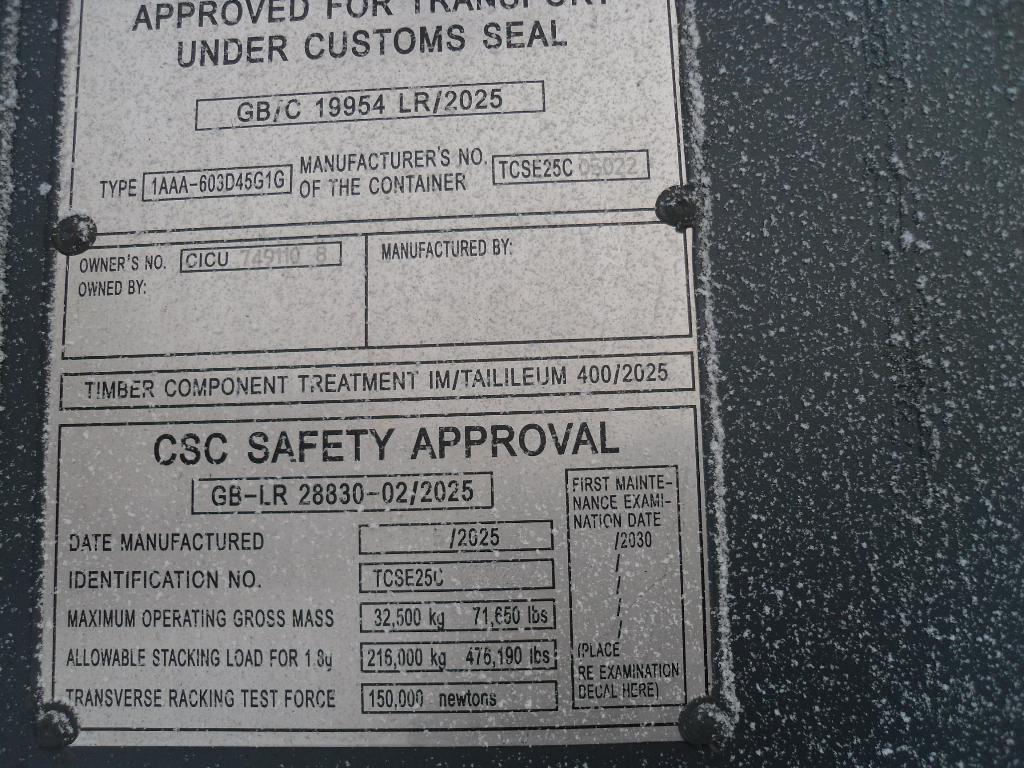 APPROVED FOR TRANSPORT
UNDER CUSTOMS SEAL
GB/C 19954 LR/2025
TYPE 1AAA-603D45G1G MANUFACTURER'S NO. OF THE CONTAINER TCSE25C 05022
OWNER'S NO. CICU 749110 8
OWNED BY:
MANUFACTURED BY:
TIMBER COMPONENT TREATMENT IM/TAILILEUM 400/2025
CSC SAFETY APPROVAL
GB-LR 28830-02/2025
DATE MANUFACTURED /2025
IDENTIFICATION NO. TCSE25C
MAXIMUM OPERATING GROSS MASS 32,500 kg 71,650 lbs
ALLOWABLE STACKING LOAD FOR 1.8g 216,000 kg 476,190 lbs
TRANSVERSE RACKING TEST FORCE 150,000 newtons
FIRST MAINTE-
NANCE EXAMI-
NATION DATE
/2030
/
/
/
/
(PLACE
RE EXAMINATION
DECAL HERE)